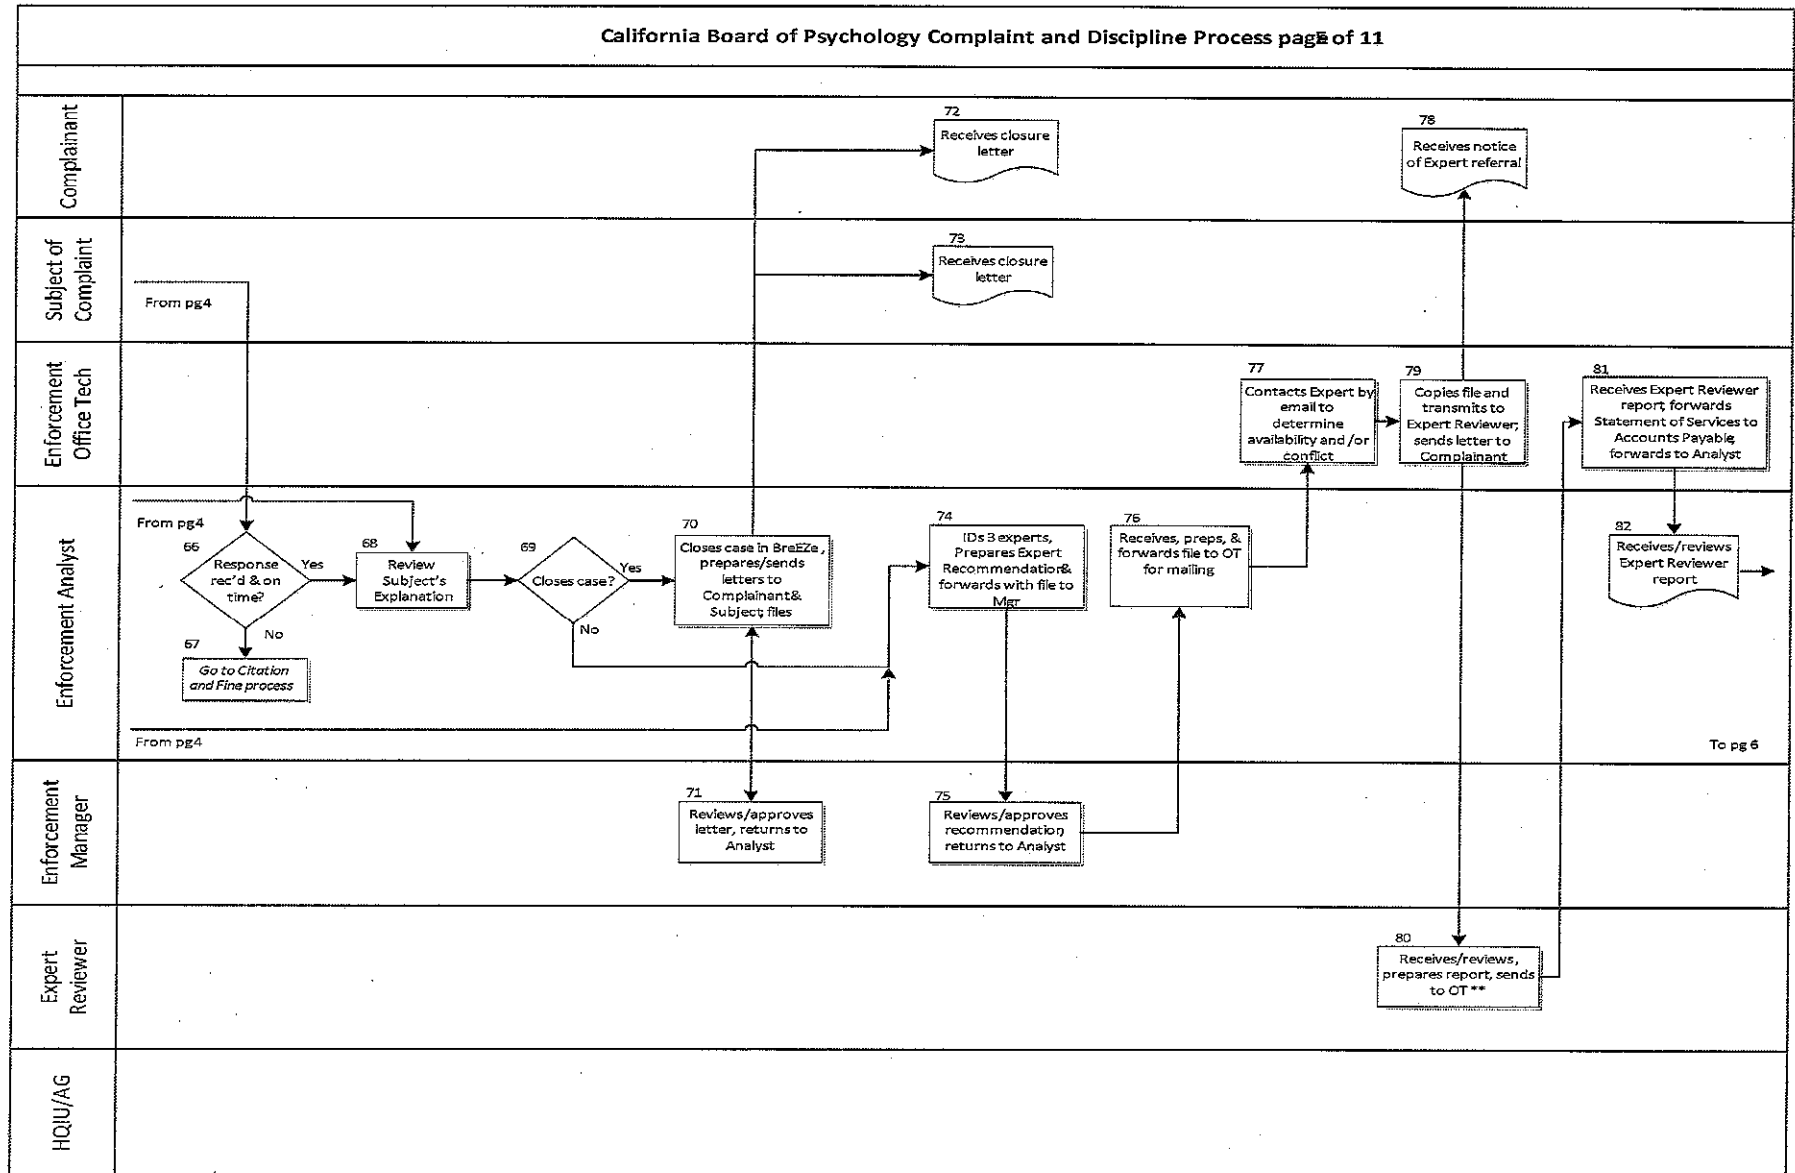 California Board of Psychology Complaint and Discipline Process page of 11
Complainant
72
Receives closure
letter
78
Receives notice
of Expert referral
Subject of
Complaint
From pg4
73
Receives closure
letter
Enforcement
Office Tech
77
Contacts Expert by
email to
determine
availability and /or
conflict
79
Copies file and
transmits to
Expert Reviewer;
sends letter to
Complainant
81
Receives Expert Reviewer
report, forwards
Statement of Services to
Accounts Payable,
forwards to Analyst
Enforcement Analyst
From pg4
66
Response
rec'd & on
time?
Yes
No
67
Go to Citation
and Fine process
68
Review
Subject's
Explanation
69
Closes case?
Yes
No
70
Closes case in BreEZe,
prepares/sends
letters to
Complainant &
Subject, files
74
IDs 3 experts,
Prepares Expert
Recommendation &
forwards with file to
Mgr
76
Receives, preps, &
forwards file to OT
for mailing
82
Receives/reviews
Expert Reviewer
report
From pg4
To pg 6
Enforcement
Manager
71
Reviews/approves
letter, returns to
Analyst
75
Reviews/approves
recommendation,
returns to Analyst
Expert
Reviewer
80
Receives/reviews,
prepares report, sends
to OT **
HQIU/AG